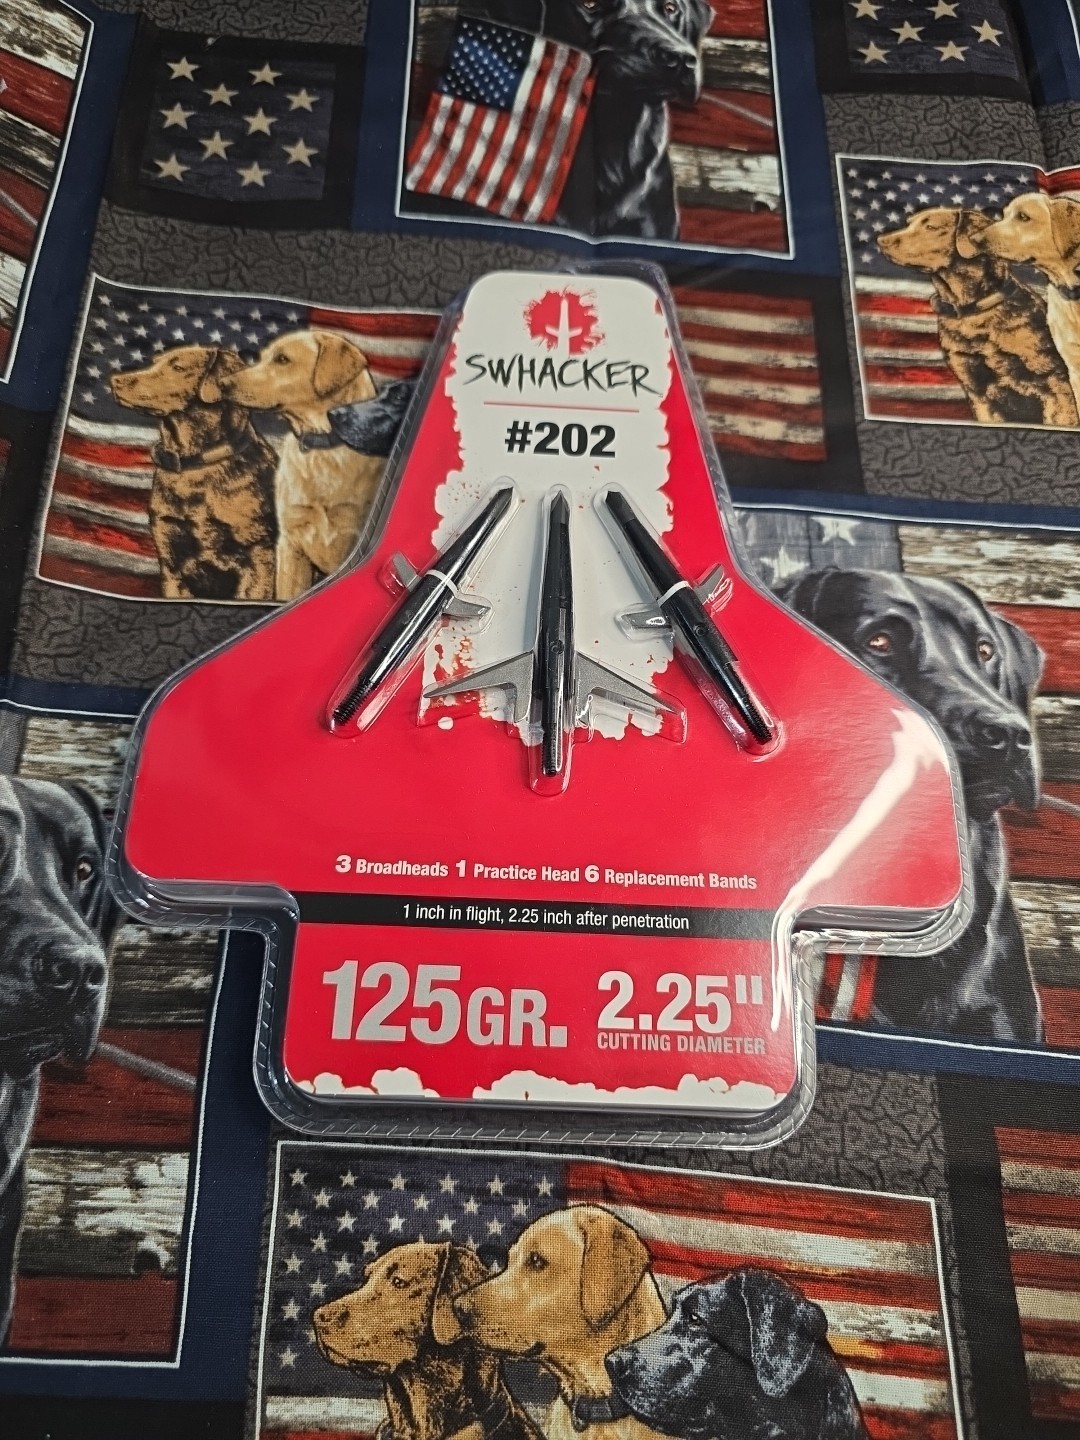 SWHACKER
#202
3 Broadheads 1 Practice Head 6 Replacement Bands
1 inch in flight, 2.25 inch after penetration
125GR.
2.25"
CUTTING DIAMETER